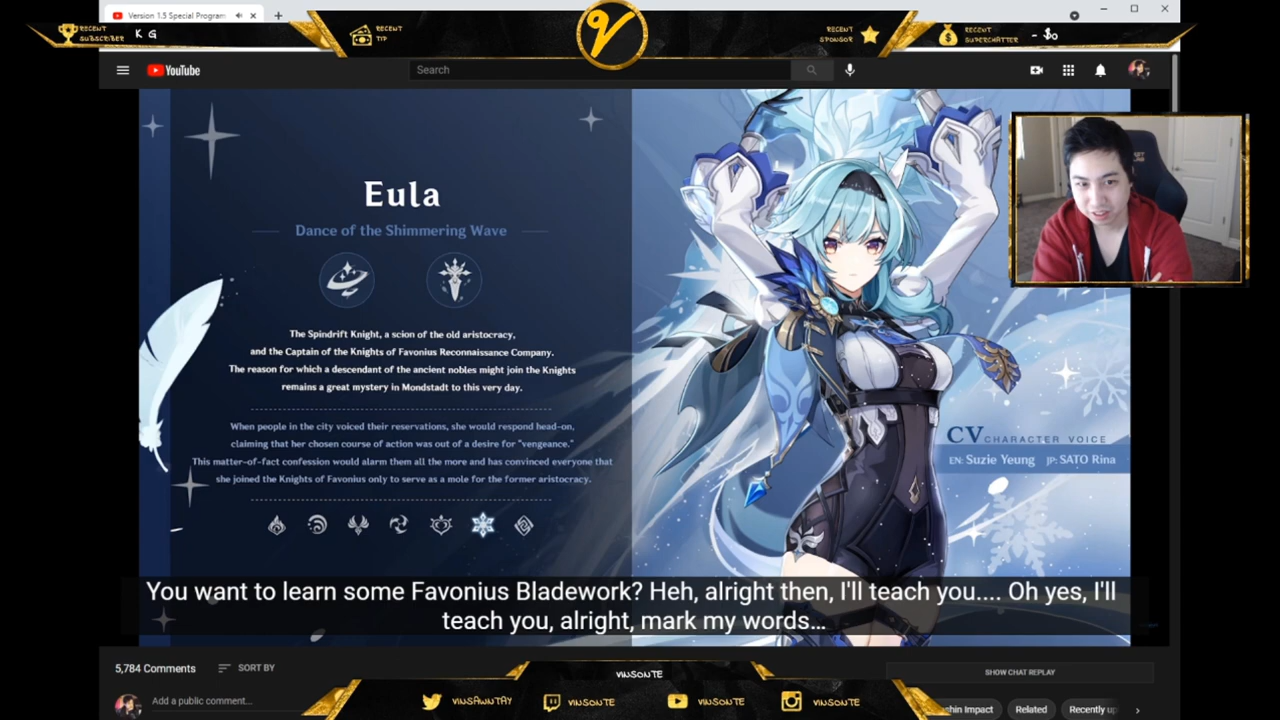 Version 1.5 Special Program
RECENT
SUBSCRIBER
K G
RECENT
TIP
RECENT
SPONSOR
RECENT
SUPERCHATTER
- $0
YouTube
Search
Eula
Dance of the Shimmering Wave
The Spindrift Knight, a scion of the old aristocracy,
and the Captain of the Knights of Favonius Reconnaissance Company.
The reason for which a descendant of the ancient nobles might join the Knights
remains a great mystery in Mondstadt to this very day.
When people in the city voiced their reservations, she would respond head-on,
claiming that her chosen course of action was out of a desire for "vengeance."
This matter-of-fact confession would alarm them all the more and has convinced everyone that
she joined the Knights of Favonius only to serve as a mole for the former aristocracy.
CV CHARACTER VOICE
EN: Suzie Yeung JP: SATO Rina
You want to learn some Favonius Bladework? Heh, alright then, I'll teach you.... Oh yes, I'll
teach you, alright, mark my words...
5,784 Comments
SORT BY
SHOW CHAT REPLAY
VINSONTE
Add a public comment...
VINSAWNTAY
VINSONTE
VINSONTE
VINSONTE
shin Impact
Related
Recently up